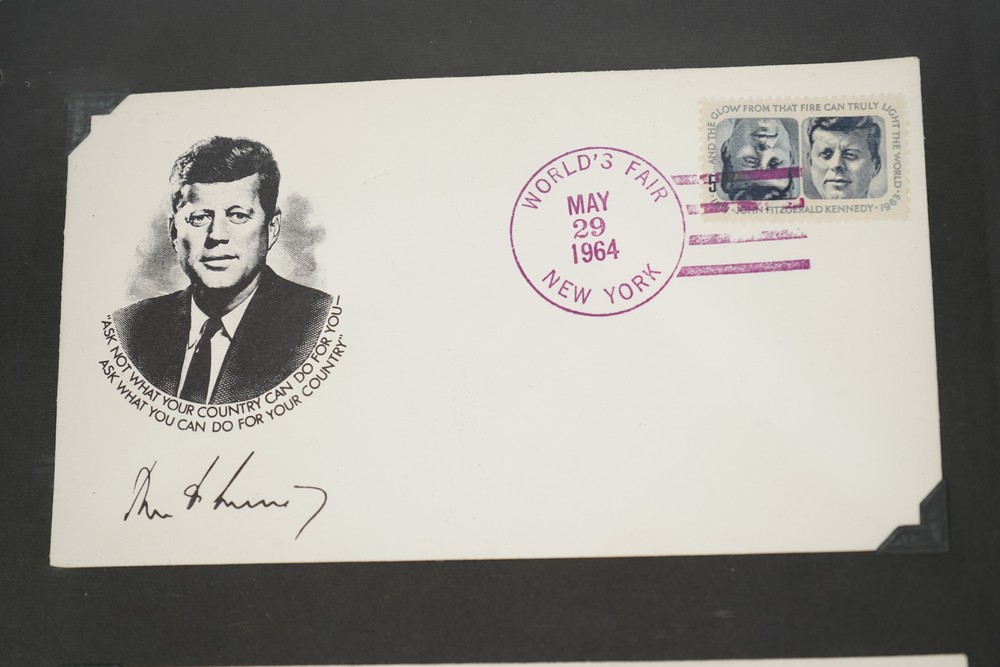 "ASK NOT WHAT YOUR COUNTRY CAN DO FOR YOU—
ASK WHAT YOU CAN DO FOR YOUR COUNTRY"
WORLD'S FAIR
MAY
29
1964
NEW YORK
AND THE GLOW FROM THAT FIRE CAN TRULY LIGHT THE WORLD
5
JOHN FITZGERALD KENNEDY · 1963